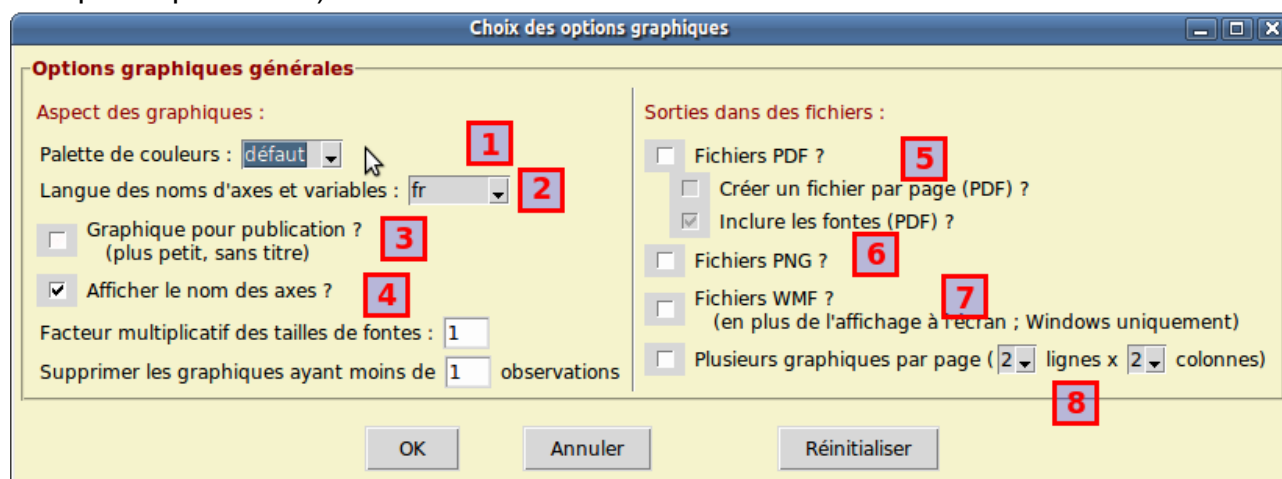 Choix des options graphiques
Options graphiques générales
Aspect des graphiques :
Palette de couleurs : défaut
1
Langue des noms d'axes et variables : fr
2
Graphique pour publication ?
(plus petit, sans titre)
3
Afficher le nom des axes ?
4
Facteur multiplicatif des tailles de fontes : 1
Supprimer les graphiques ayant moins de 1 observations
Sorties dans des fichiers :
Fichiers PDF ?
5
Créer un fichier par page (PDF) ?
Inclure les fontes (PDF) ?
Fichiers PNG ?
6
Fichiers WMF ?
7
(en plus de l'affichage à l'écran ; Windows uniquement)
Plusieurs graphiques par page ( 2 lignes x 2 colonnes)
8
OK Annuler Réinitialiser